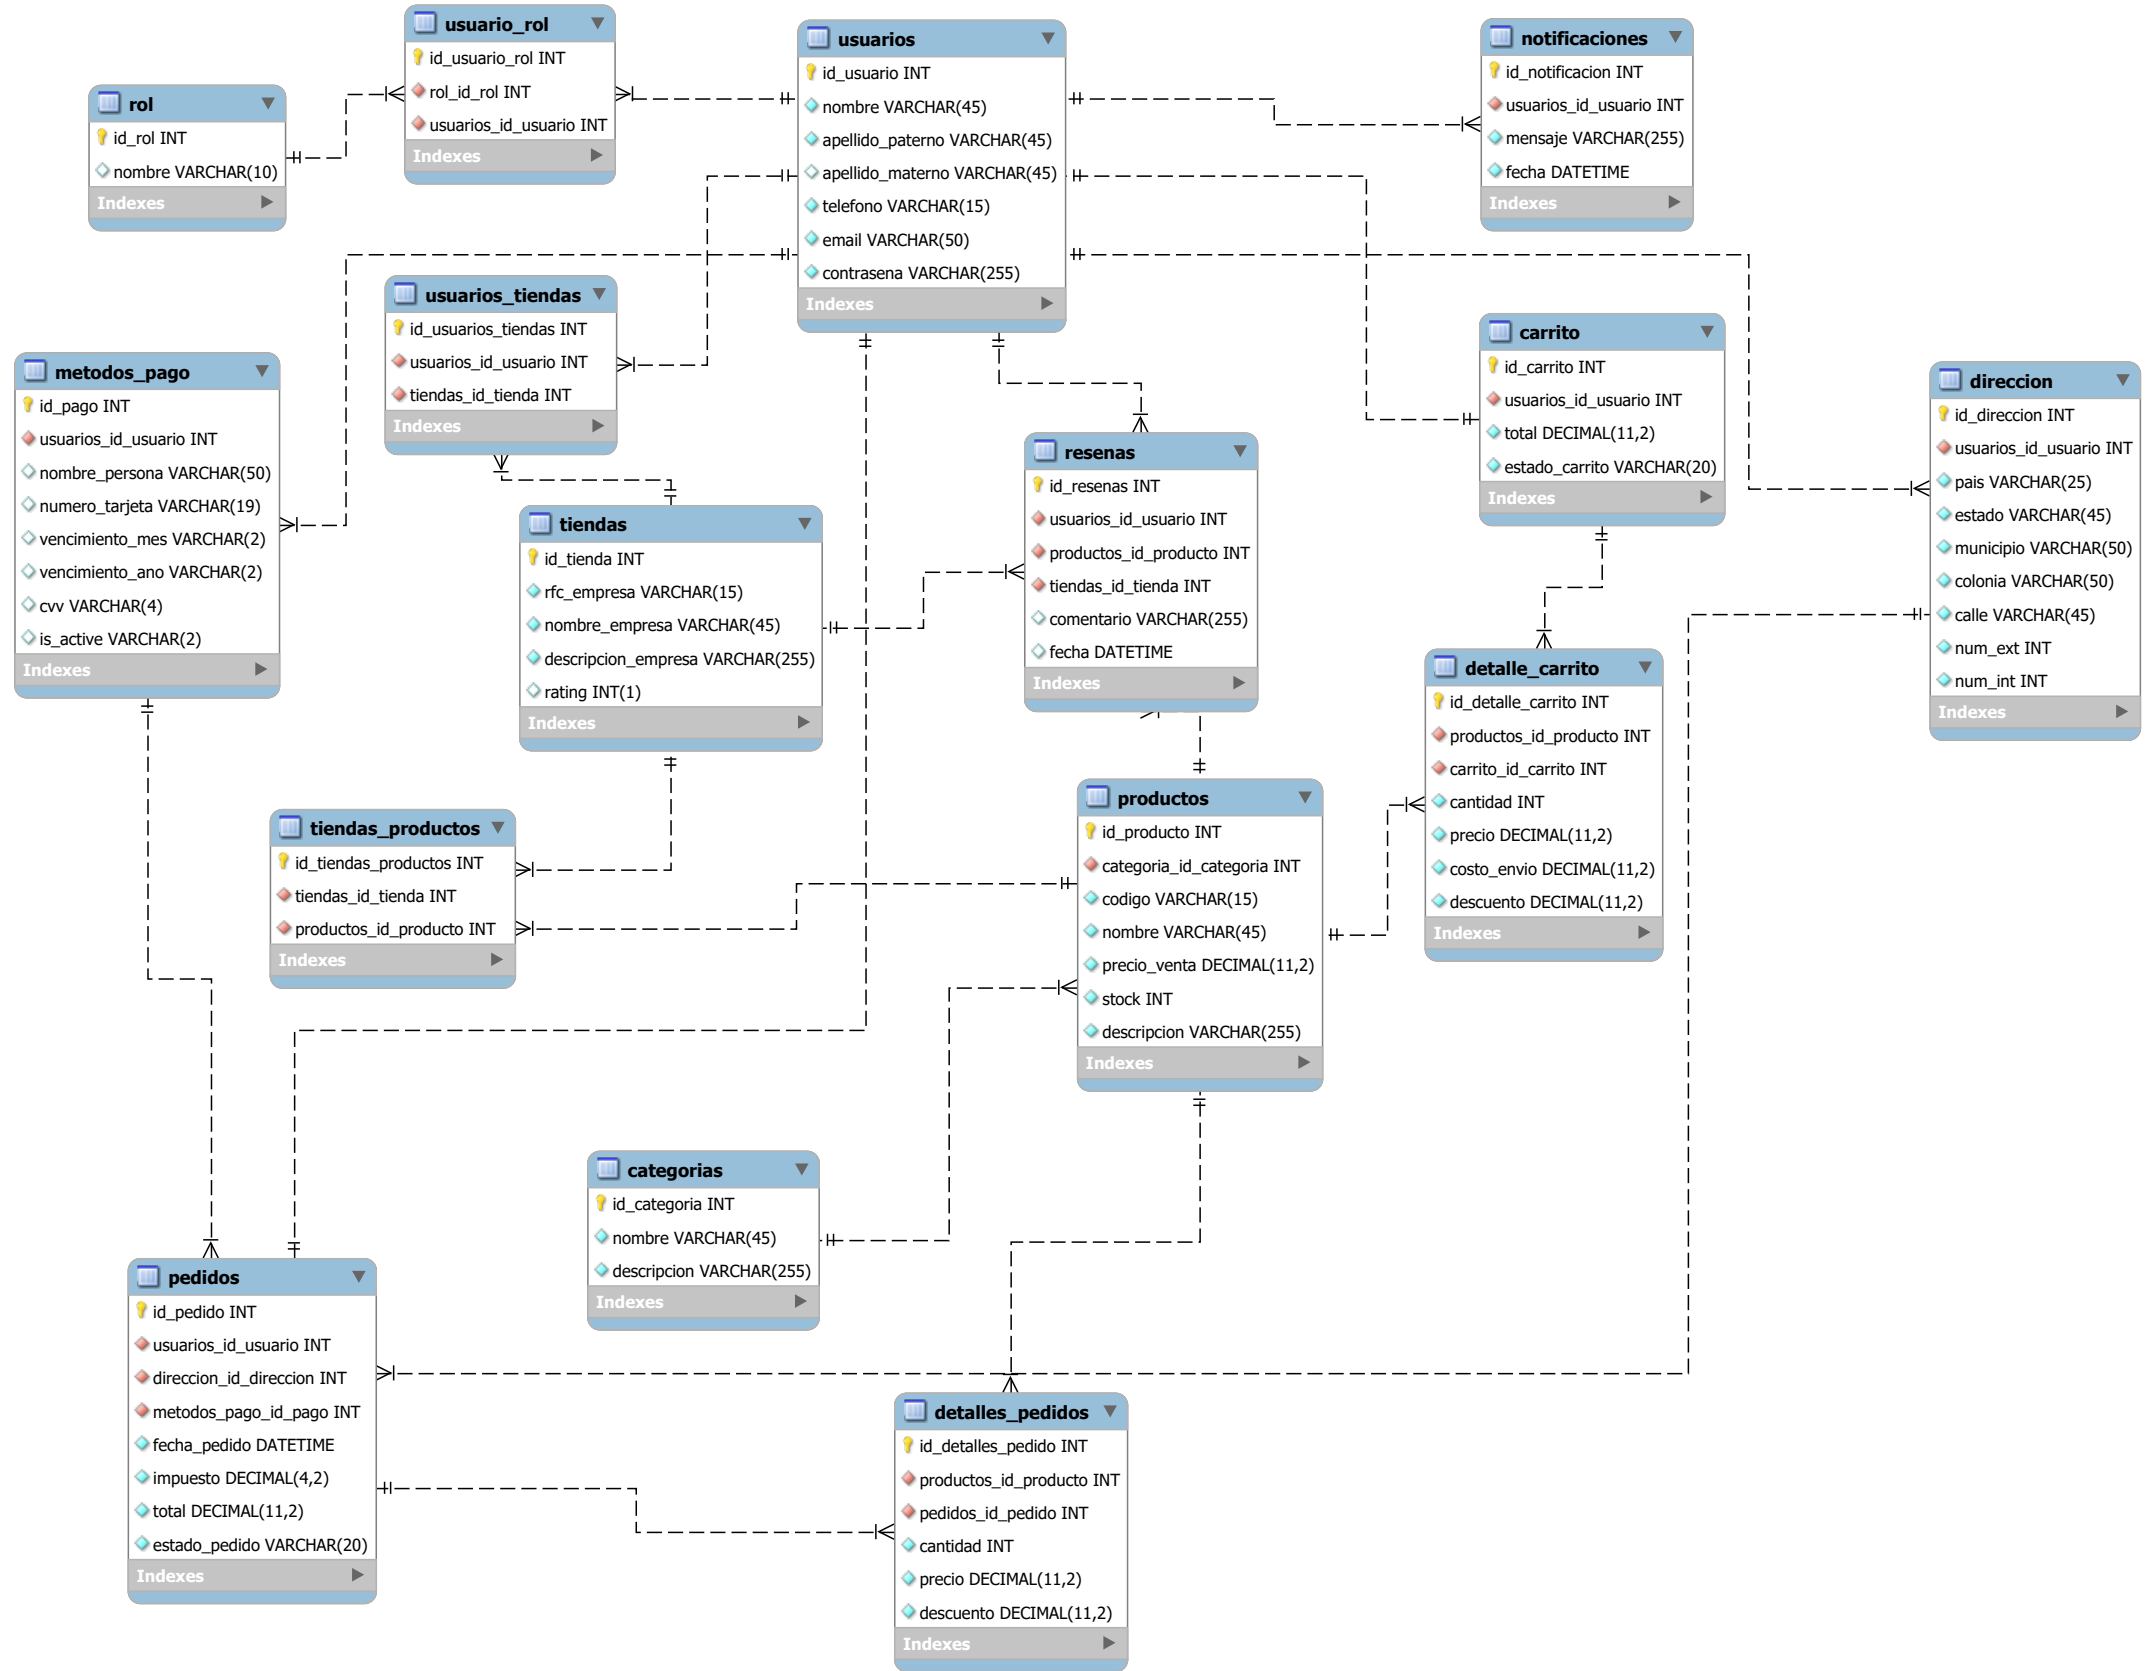 usuario_rol
id_usuario_rol INT
rol_id_rol INT
usuarios_id_usuario INT
Indexes
usuarios
id_usuario INT
nombre VARCHAR(45)
apellido_paterno VARCHAR(45)
apellido_materno VARCHAR(45)
telefono VARCHAR(15)
email VARCHAR(50)
contrasena VARCHAR(255)
Indexes
notificaciones
id_notificacion INT
usuarios_id_usuario INT
mensaje VARCHAR(255)
fecha DATETIME
Indexes
rol
id_rol INT
nombre VARCHAR(10)
Indexes
usuarios_tiendas
id_usuarios_tiendas INT
usuarios_id_usuario INT
tiendas_id_tienda INT
Indexes
carrito
id_carrito INT
usuarios_id_usuario INT
total DECIMAL(11,2)
estado_carrito VARCHAR(20)
Indexes
metodos_pago
id_pago INT
usuarios_id_usuario INT
nombre_persona VARCHAR(50)
numero_tarjeta VARCHAR(19)
vencimiento_mes VARCHAR(2)
vencimiento_ano VARCHAR(2)
cvv VARCHAR(4)
is_active VARCHAR(2)
Indexes
direccion
id_direccion INT
usuarios_id_usuario INT
pais VARCHAR(25)
estado VARCHAR(45)
municipio VARCHAR(50)
colonia VARCHAR(50)
calle VARCHAR(45)
num_ext INT
num_int INT
Indexes
resenas
id_resenas INT
usuarios_id_usuario INT
productos_id_producto INT
tiendas_id_tienda INT
comentario VARCHAR(255)
fecha DATETIME
Indexes
tiendas
id_tienda INT
rfc_empresa VARCHAR(15)
nombre_empresa VARCHAR(45)
descripcion_empresa VARCHAR(255)
rating INT(1)
Indexes
detalle_carrito
id_detalle_carrito INT
productos_id_producto INT
carrito_id_carrito INT
cantidad INT
precio DECIMAL(11,2)
costo_envio DECIMAL(11,2)
descuento DECIMAL(11,2)
Indexes
productos
id_producto INT
categoria_id_categoria INT
codigo VARCHAR(15)
nombre VARCHAR(45)
precio_venta DECIMAL(11,2)
stock INT
descripcion VARCHAR(255)
Indexes
tiendas_productos
id_tiendas_productos INT
tiendas_id_tienda INT
productos_id_producto INT
Indexes
categorias
id_categoria INT
nombre VARCHAR(45)
descripcion VARCHAR(255)
Indexes
pedidos
id_pedido INT
usuarios_id_usuario INT
direccion_id_direccion INT
metodos_pago_id_pago INT
fecha_pedido DATETIME
impuesto DECIMAL(4,2)
total DECIMAL(11,2)
estado_pedido VARCHAR(20)
Indexes
detalles_pedidos
id_detalles_pedido INT
productos_id_producto INT
pedidos_id_pedido INT
cantidad INT
precio DECIMAL(11,2)
descuento DECIMAL(11,2)
Indexes